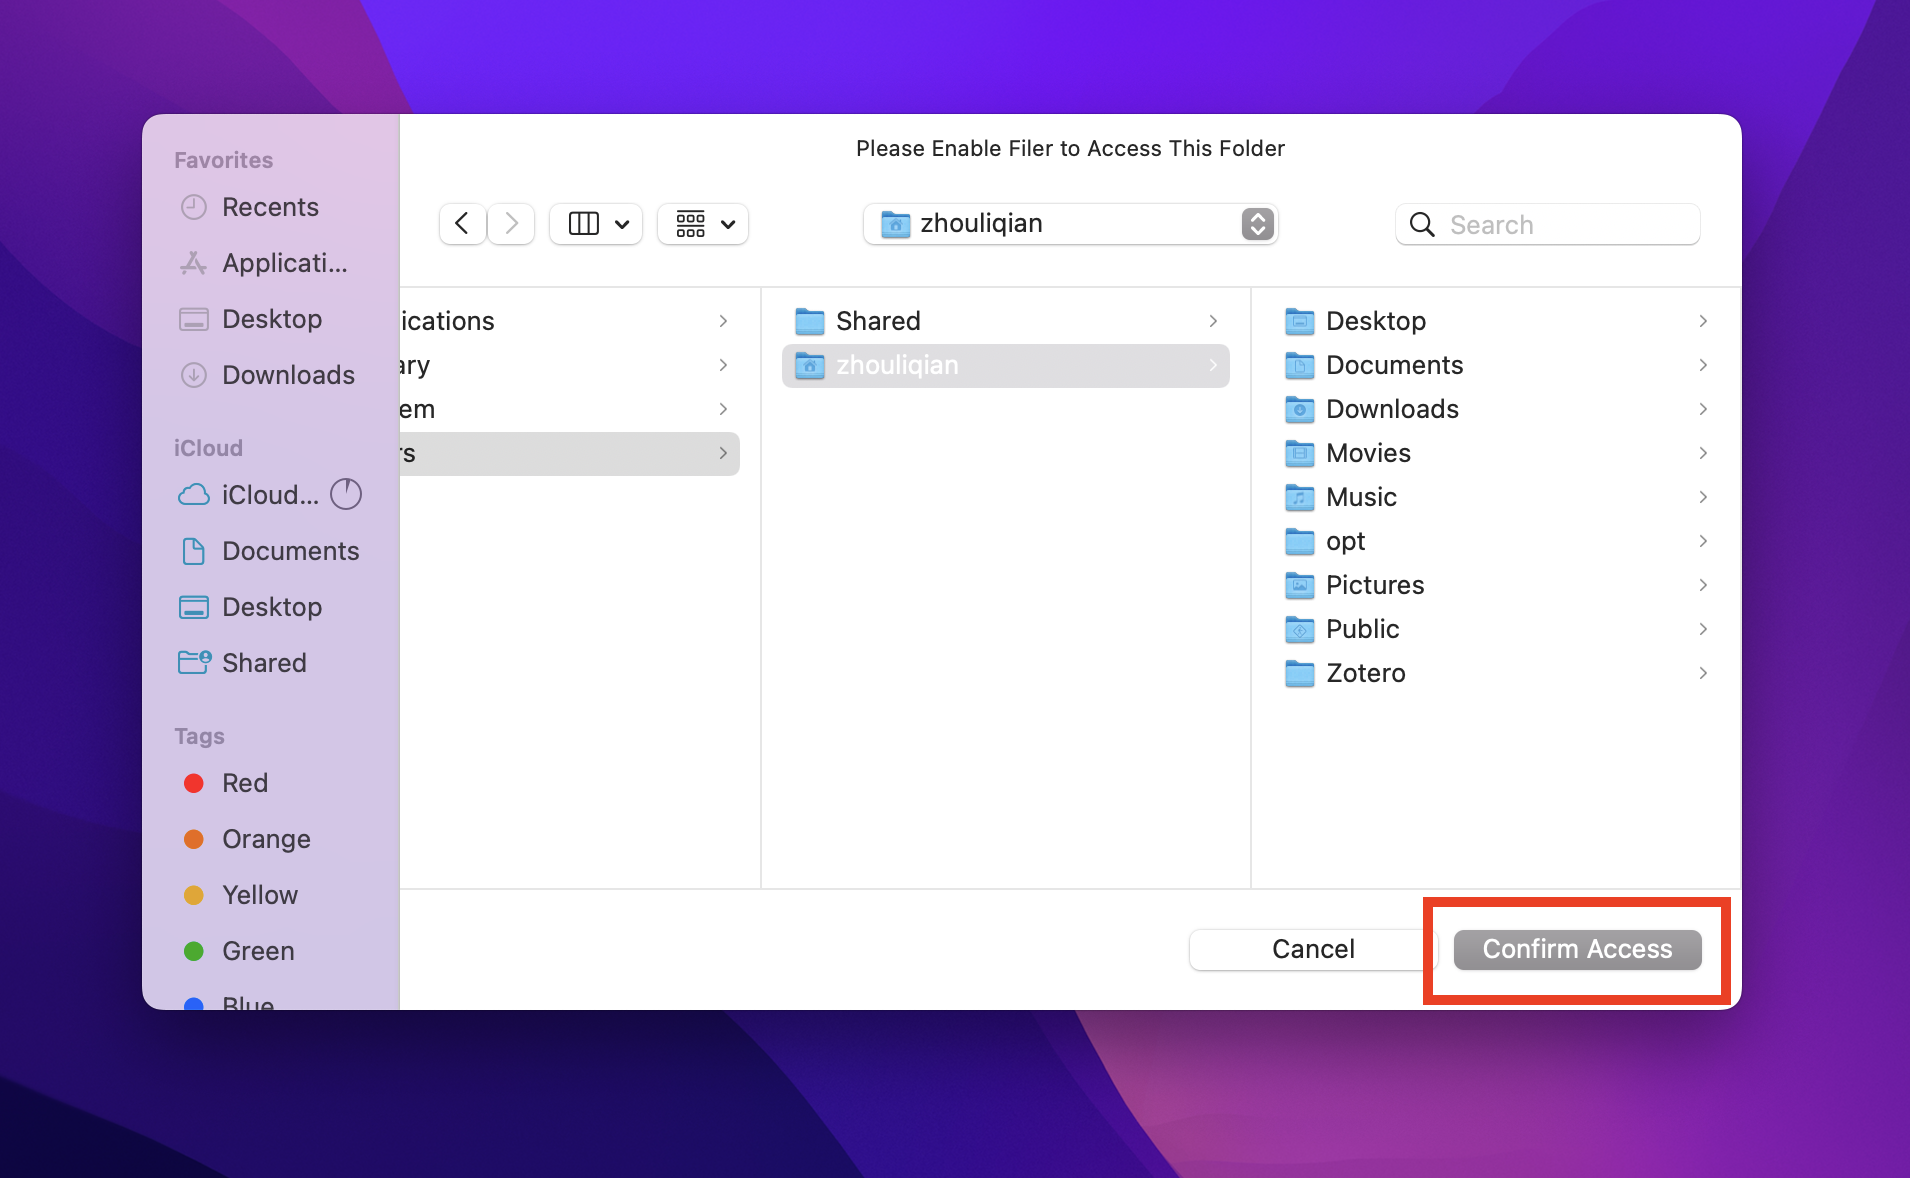 Please Enable Filer to Access This Folder
zhouliqian
Search
Favorites
Recents
Applicati...
Desktop
Downloads
iCloud
iCloud...
Documents
Desktop
Shared
Tags
Red
Orange
Yellow
Green
Blue
ications
ary
em
rs
Shared
zhouliqian
Desktop
Documents
Downloads
Movies
Music
opt
Pictures
Public
Zotero
Cancel
Confirm Access